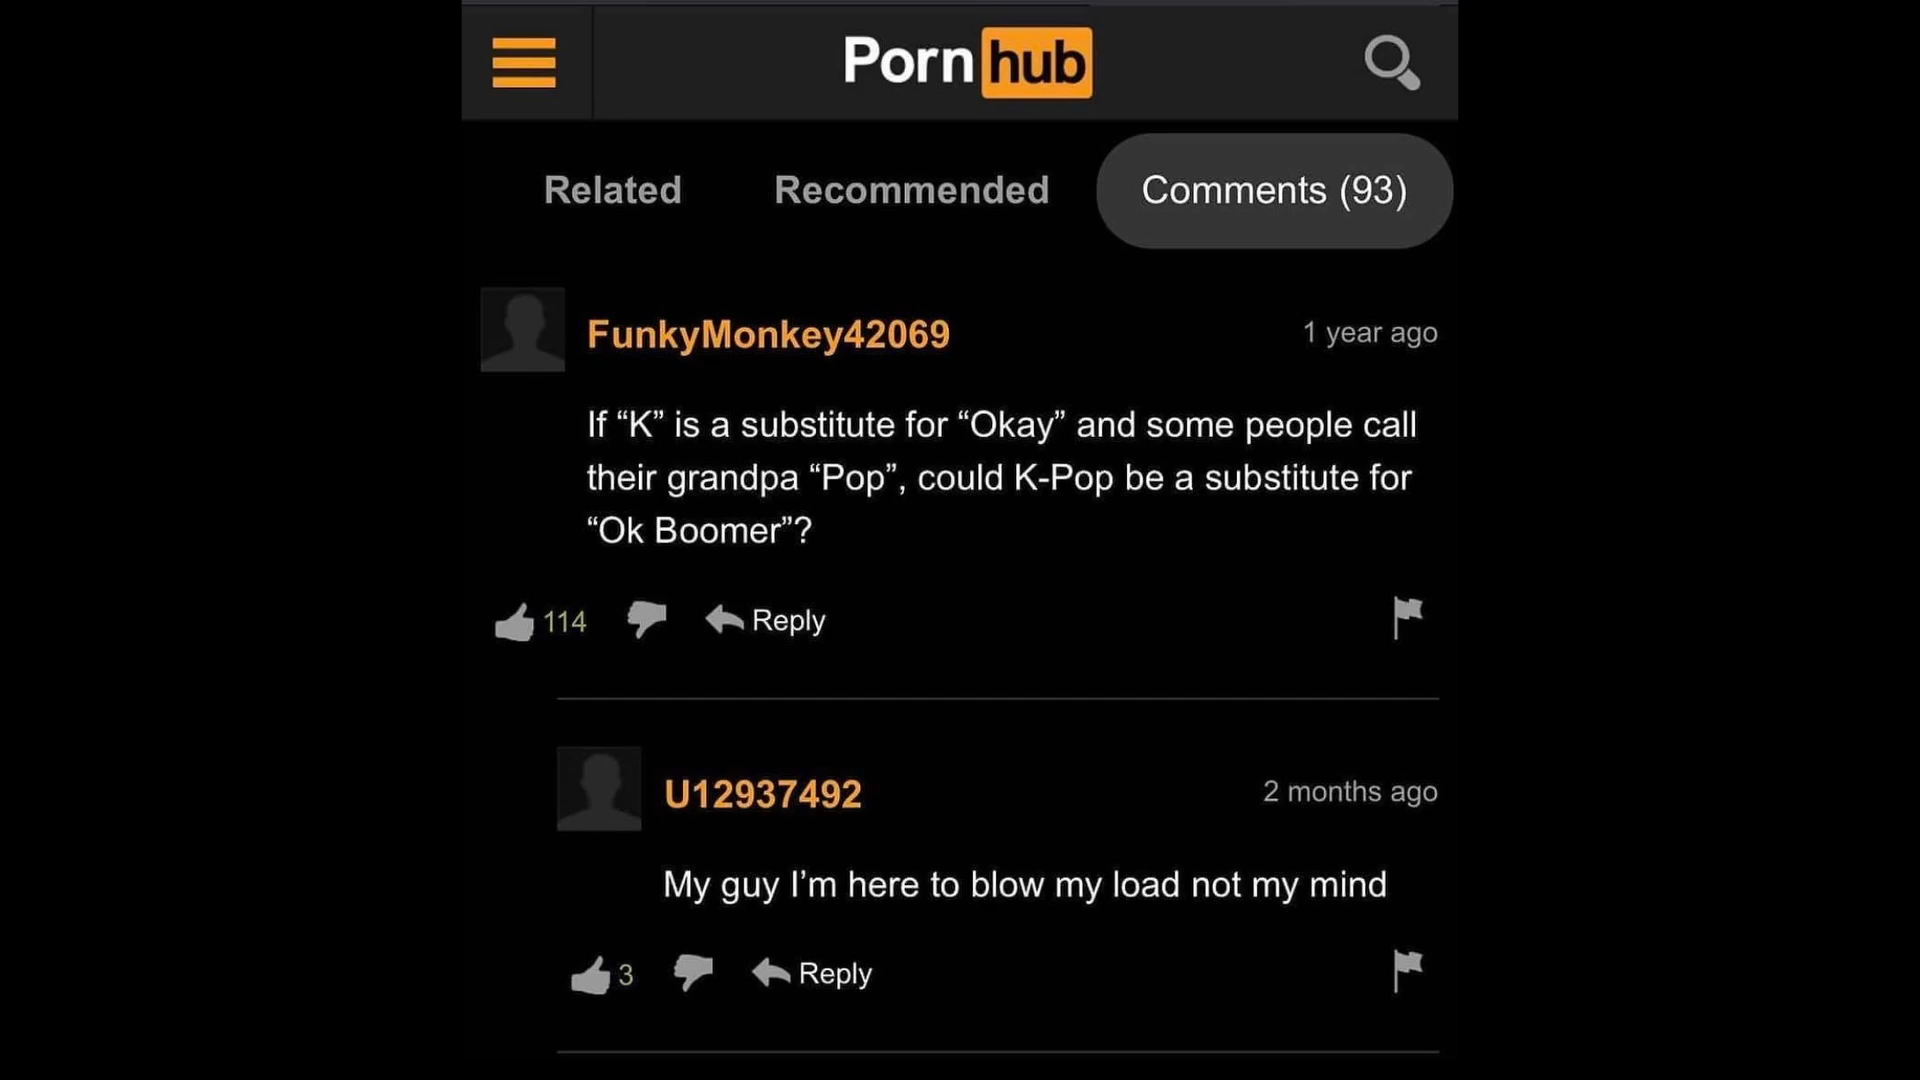 Pornhub
Related Recommended Comments (93)
FunkyMonkey42069 1 year ago
If “K” is a substitute for “Okay” and some people call
their grandpa “Pop”, could K-Pop be a substitute for
“Ok Boomer”?
114 Reply
U12937492 2 months ago
My guy I’m here to blow my load not my mind
3 Reply